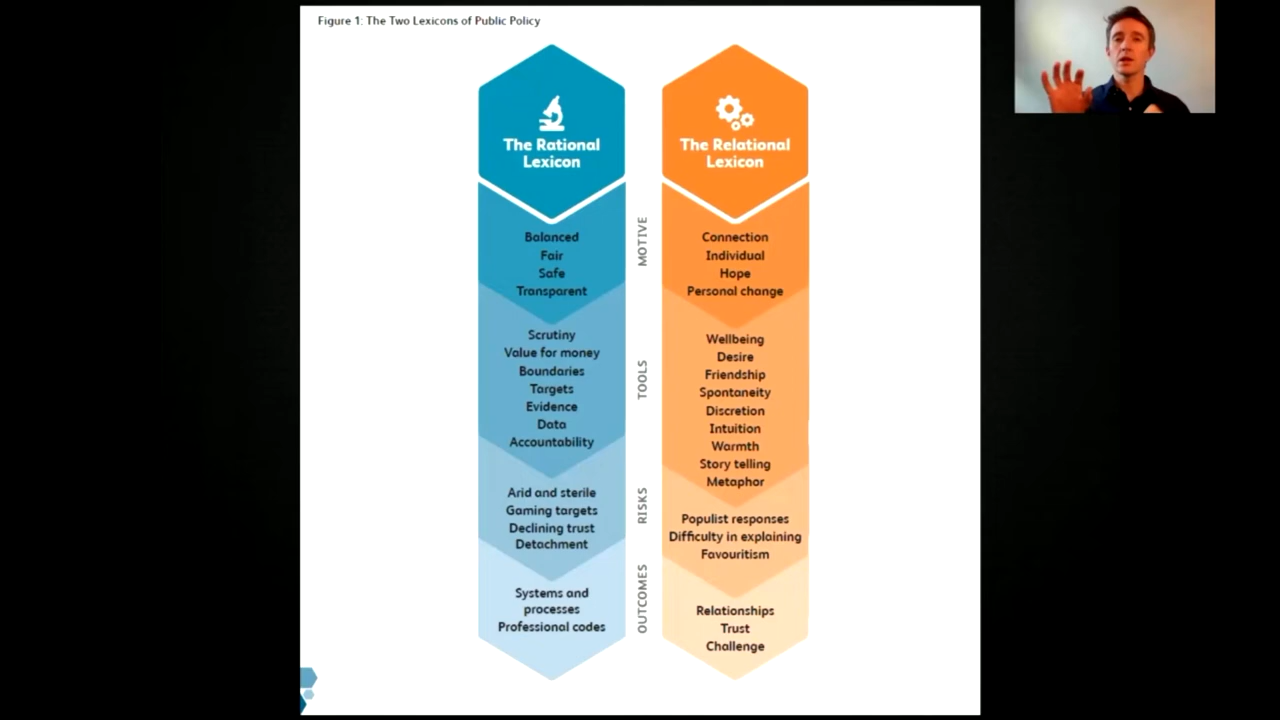 Figure 1: The Two Lexicons of Public Policy
The Rational
Lexicon
Balanced
Fair
Safe
Transparent
Scrutiny
Value for money
Boundaries
Targets
Evidence
Data
Accountability
Arid and sterile
Gaming targets
Declining trust
Detachment
Systems and
processes
Professional codes
MOTIVE
TOOLS
RISKS
OUTCOMES
The Relational
Lexicon
Connection
Individual
Hope
Personal change
Wellbeing
Desire
Friendship
Spontaneity
Discretion
Intuition
Warmth
Story telling
Metaphor
Populist responses
Difficulty in explaining
Favouritism
Relationships
Trust
Challenge